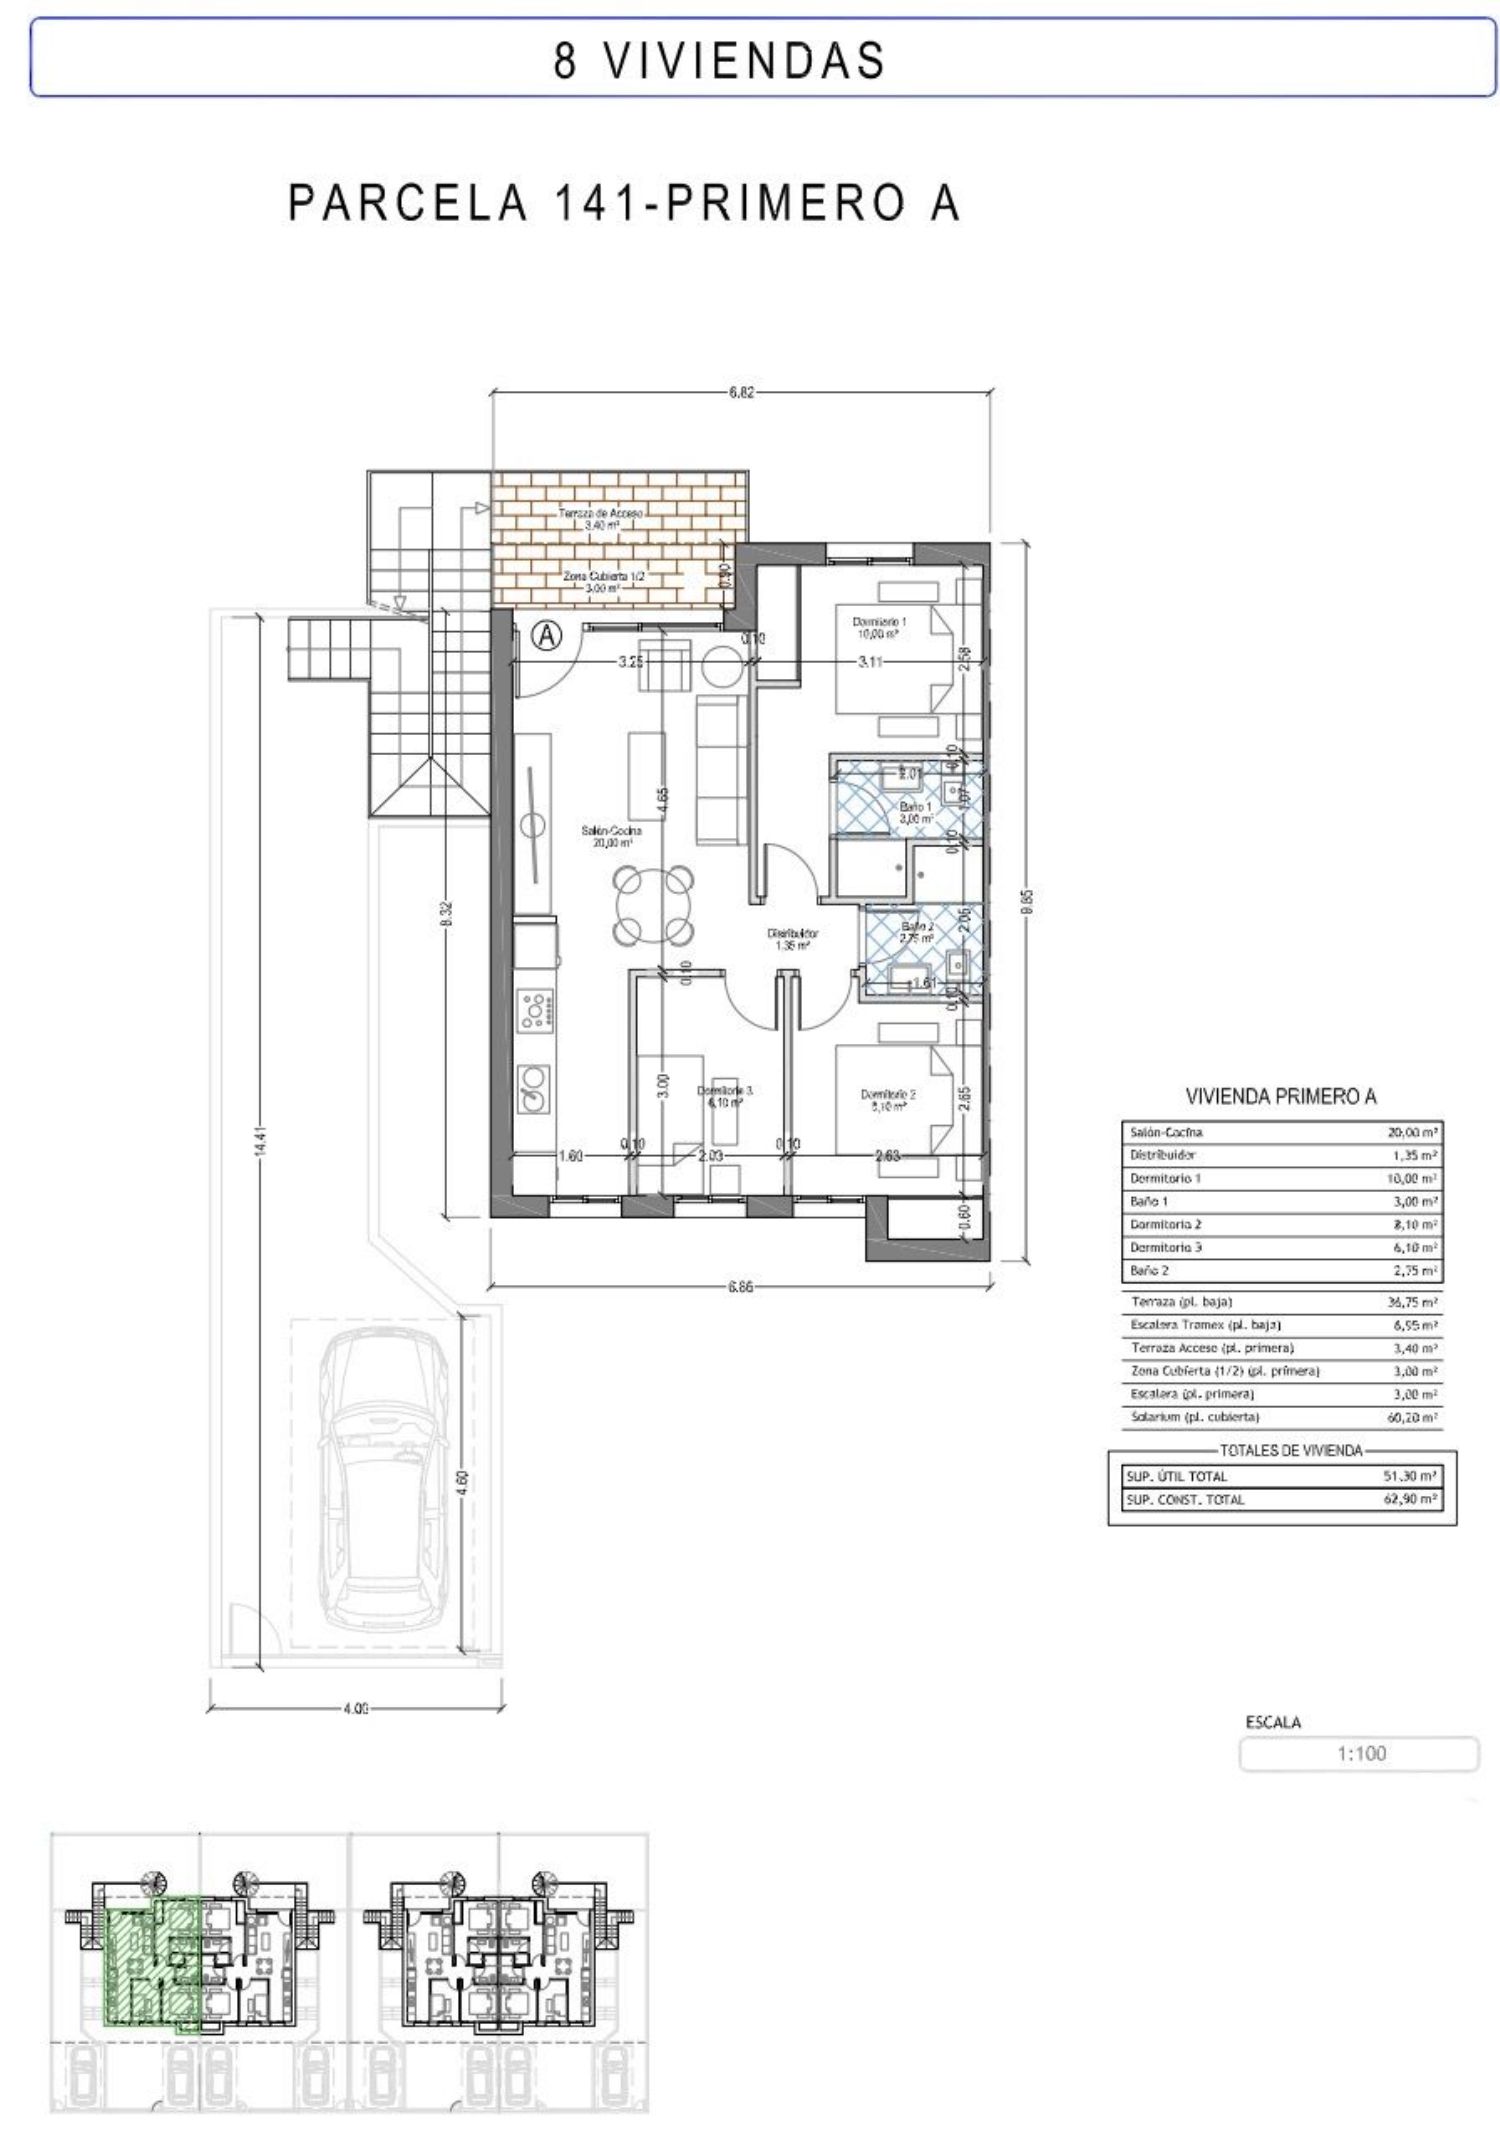 8 VIVIENDAS
PARCELA 141-PRIMERO A
6.82
Terraza de Acceso
3.40 m²
Zona Cubierta 1/2
3,00 m²
0.90
A
0.10
3.25
3.11
Dormitorio 1
10,00 m²
2.58
0.10
2.01
Baño 1
3,00 m²
1.07
0.10
4.65
Salón-Cocina
20,00 m²
8.32
9.85
Distribuidor
1.35 m²
Baño 2
2.75 m²
2.05
0.10
1.61
0.10
14.41
3.00
Dormitorio 3
6,10 m²
Dormitorio 2
8,10 m²
2.65
1.60
0.10
2.03
0.10
2.63
0.60
6.86
4.60
4.00
VIVIENDA PRIMERO A
Salón-Cocina 20,00 m²
Distribuidor 1,35 m²
Dormitorio 1 10,00 m²
Baño 1 3,00 m²
Dormitorio 2 8,10 m²
Dormitorio 3 6,10 m²
Baño 2 2,75 m²
Terraza (pl. baja) 36,75 m²
Escalera Tramex (pl. baja) 6,95 m²
Terraza Acceso (pl. primera) 3,40 m²
Zona Cubierta (1/2) (pl. primera) 3,00 m²
Escalera (pl. primera) 3,00 m²
Solarium (pl. cubierta) 60,20 m²
TOTALES DE VIVIENDA
SUP. ÚTIL TOTAL 51.30 m²
SUP. CONST. TOTAL 62,90 m²
ESCALA
1:100